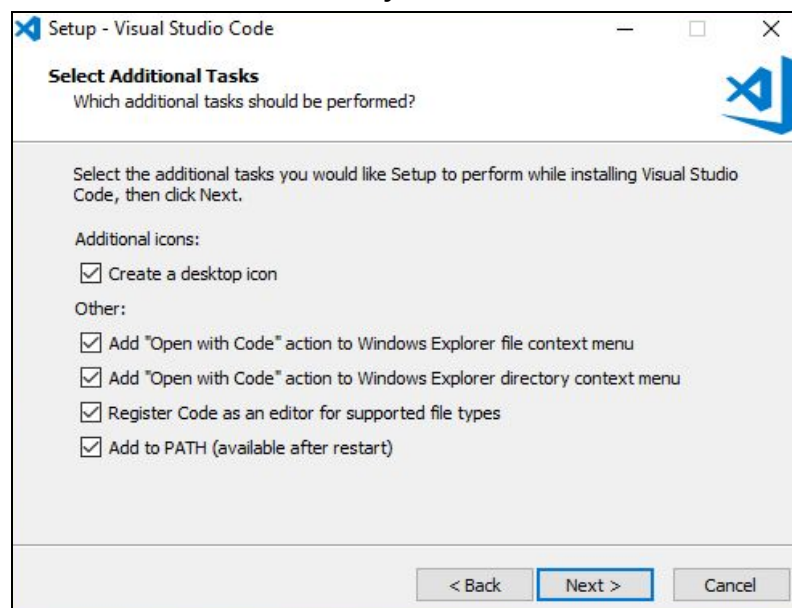 Setup - Visual Studio Code
Select Additional Tasks
Which additional tasks should be performed?
Select the additional tasks you would like Setup to perform while installing Visual Studio
Code, then click Next.
Additional icons:
Create a desktop icon
Other:
Add "Open with Code" action to Windows Explorer file context menu
Add "Open with Code" action to Windows Explorer directory context menu
Register Code as an editor for supported file types
Add to PATH (available after restart)
< Back Next > Cancel